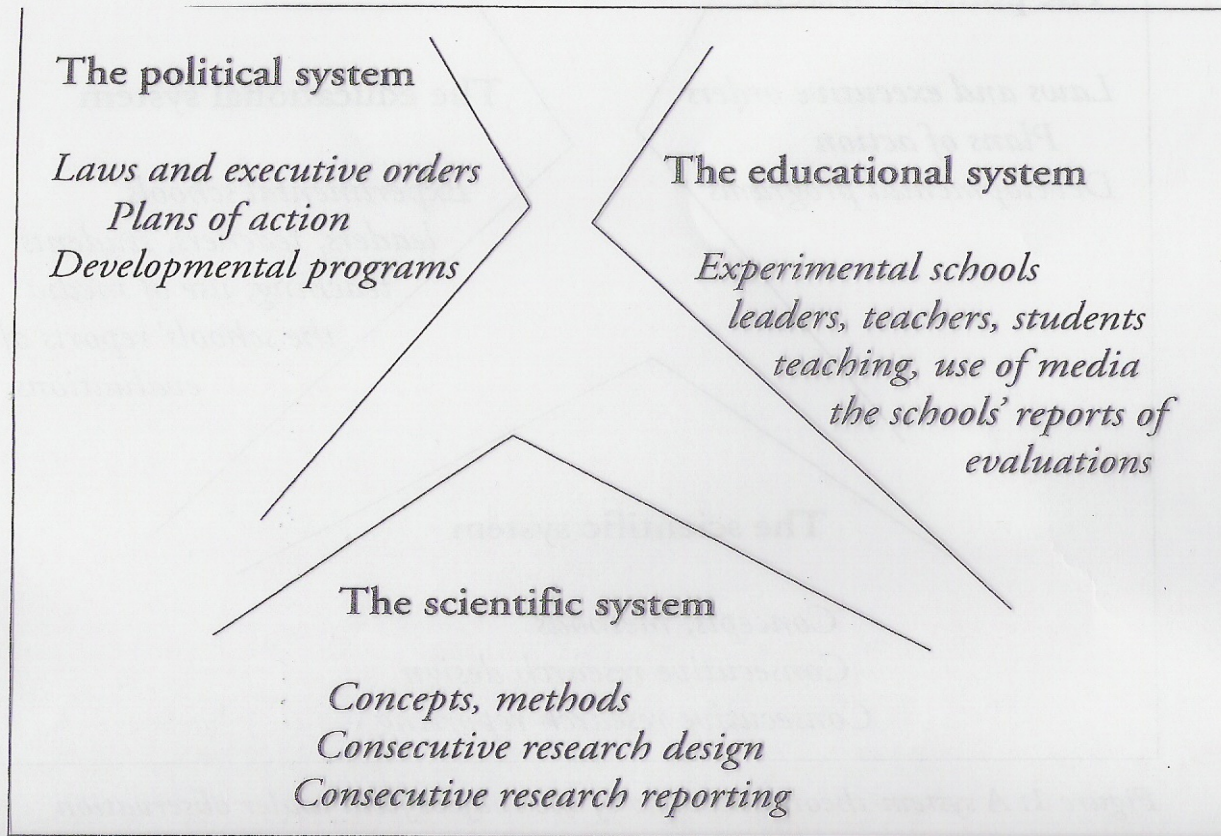 The political system
Laws and executive orders
Plans of action
Developmental programs
The educational system
Experimental schools
leaders, teachers, students
teaching, use of media
the schools' reports of
evaluations
The scientific system
Concepts, methods
Consecutive research design
Consecutive research reporting